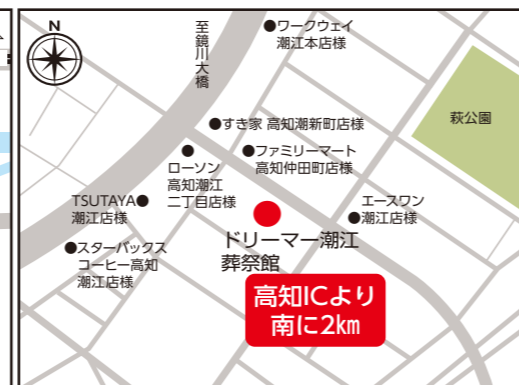 N
至鏡川大橋
●ワークウェイ
潮江本店様
●すき家 高知潮新町店様
萩公園
●ファミリーマート
高知仲田町店様
ローソン
高知潮江
二丁目店様
TSUTAYA●
潮江店様
エースワン
●潮江店様
●スターバックス
コーヒー高知
潮江店様
ドリーマー潮江
葬祭館
高知ICより
南に2km